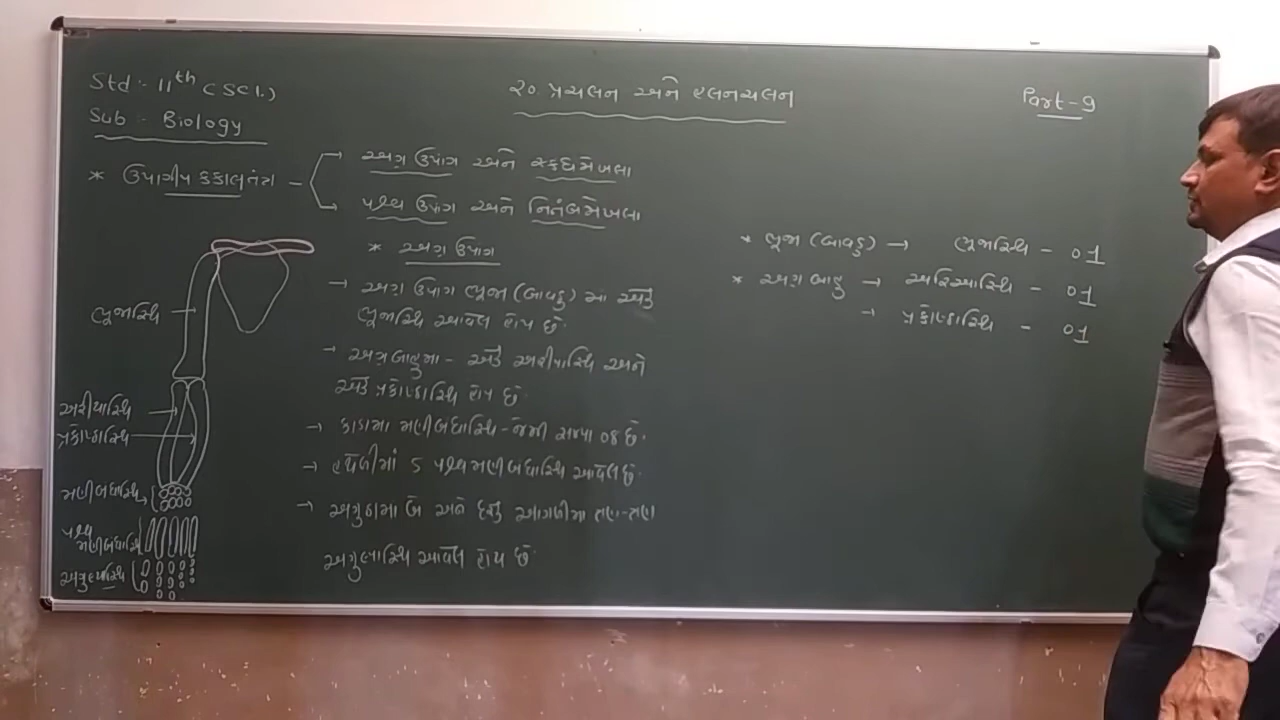 Std :- 11th (Sci.)
Sub :- Biology
૨૦. પ્રચલન અને હલનચલન
Part-9
* ઉપાંગીય કંકાલતંત્ર -
→ અગ્ર ઉપાંગ અને સ્કંધમેખલા
→ પશ્ચ ઉપાંગ અને નિતંબમેખલા
* અગ્ર ઉપાંગ
→ અગ્ર ઉપાંગ ભૂજા (બાવડુ) માં એક
ભૂજાસ્થિ આવેલ હોય છે.
→ અગ્રબાહુમા - એક અરીયાસ્થિ અને
એક પ્રકોષ્ઠાસ્થિ હોય છે.
→ કાંડામા મણીબંધાસ્થિ - જેની સંખ્યા 08 છે.
→ હથેળીમાં 5 પશ્ચમણીબંધાસ્થિ આવેલ છે.
→ અંગુઠામા બે અને દરેક આંગળીમા ત્રણ-ત્રણ
અંગુલાસ્થિ આવેલ હોય છે.
ભૂજાસ્થિ
અરીયાસ્થિ
પ્રકોષ્ઠાસ્થિ
મણીબંધાસ્થિ
પશ્ચ
મણીબંધાસ્થિ
અંગુલ્યાસ્થિ
* ભૂજા (બાવડુ) → ભૂજાસ્થિ - 01
* અગ્ર બાહુ → અરિઆસ્થિ - 01
→ પ્રકોષ્ઠાસ્થિ - 01